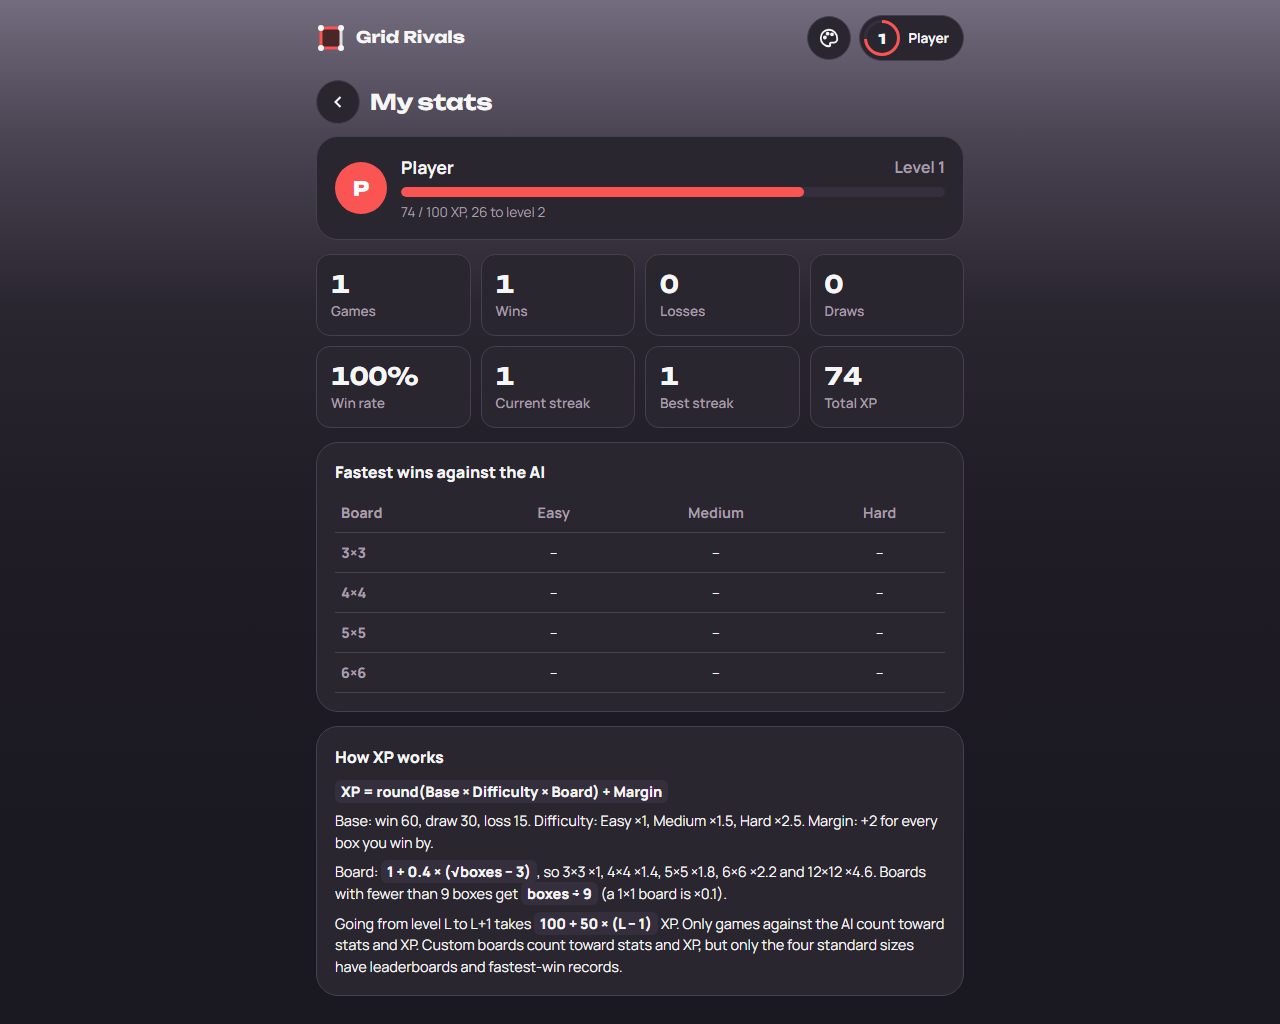 Grid Rivals
1 Player
My stats
P
Player Level 1
74 / 100 XP, 26 to level 2
1 1 0 0
Games Wins Losses Draws
100% 1 1 74
Win rate Current streak Best streak Total XP
Fastest wins against the AI
Board Easy Medium Hard
3×3 – – –
4×4 – – –
5×5 – – –
6×6 – – –
How XP works
XP = round(Base × Difficulty × Board) + Margin
Base: win 60, draw 30, loss 15. Difficulty: Easy ×1, Medium ×1.5, Hard ×2.5. Margin: +2 for every
box you win by.
Board: 1 + 0.4 × (√boxes − 3) , so 3×3 ×1, 4×4 ×1.4, 5×5 ×1.8, 6×6 ×2.2 and 12×12 ×4.6. Boards
with fewer than 9 boxes get boxes ÷ 9 (a 1×1 board is ×0.1).
Going from level L to L+1 takes 100 + 50 × (L − 1) XP. Only games against the AI count toward
stats and XP. Custom boards count toward stats and XP, but only the four standard sizes
have leaderboards and fastest-win records.